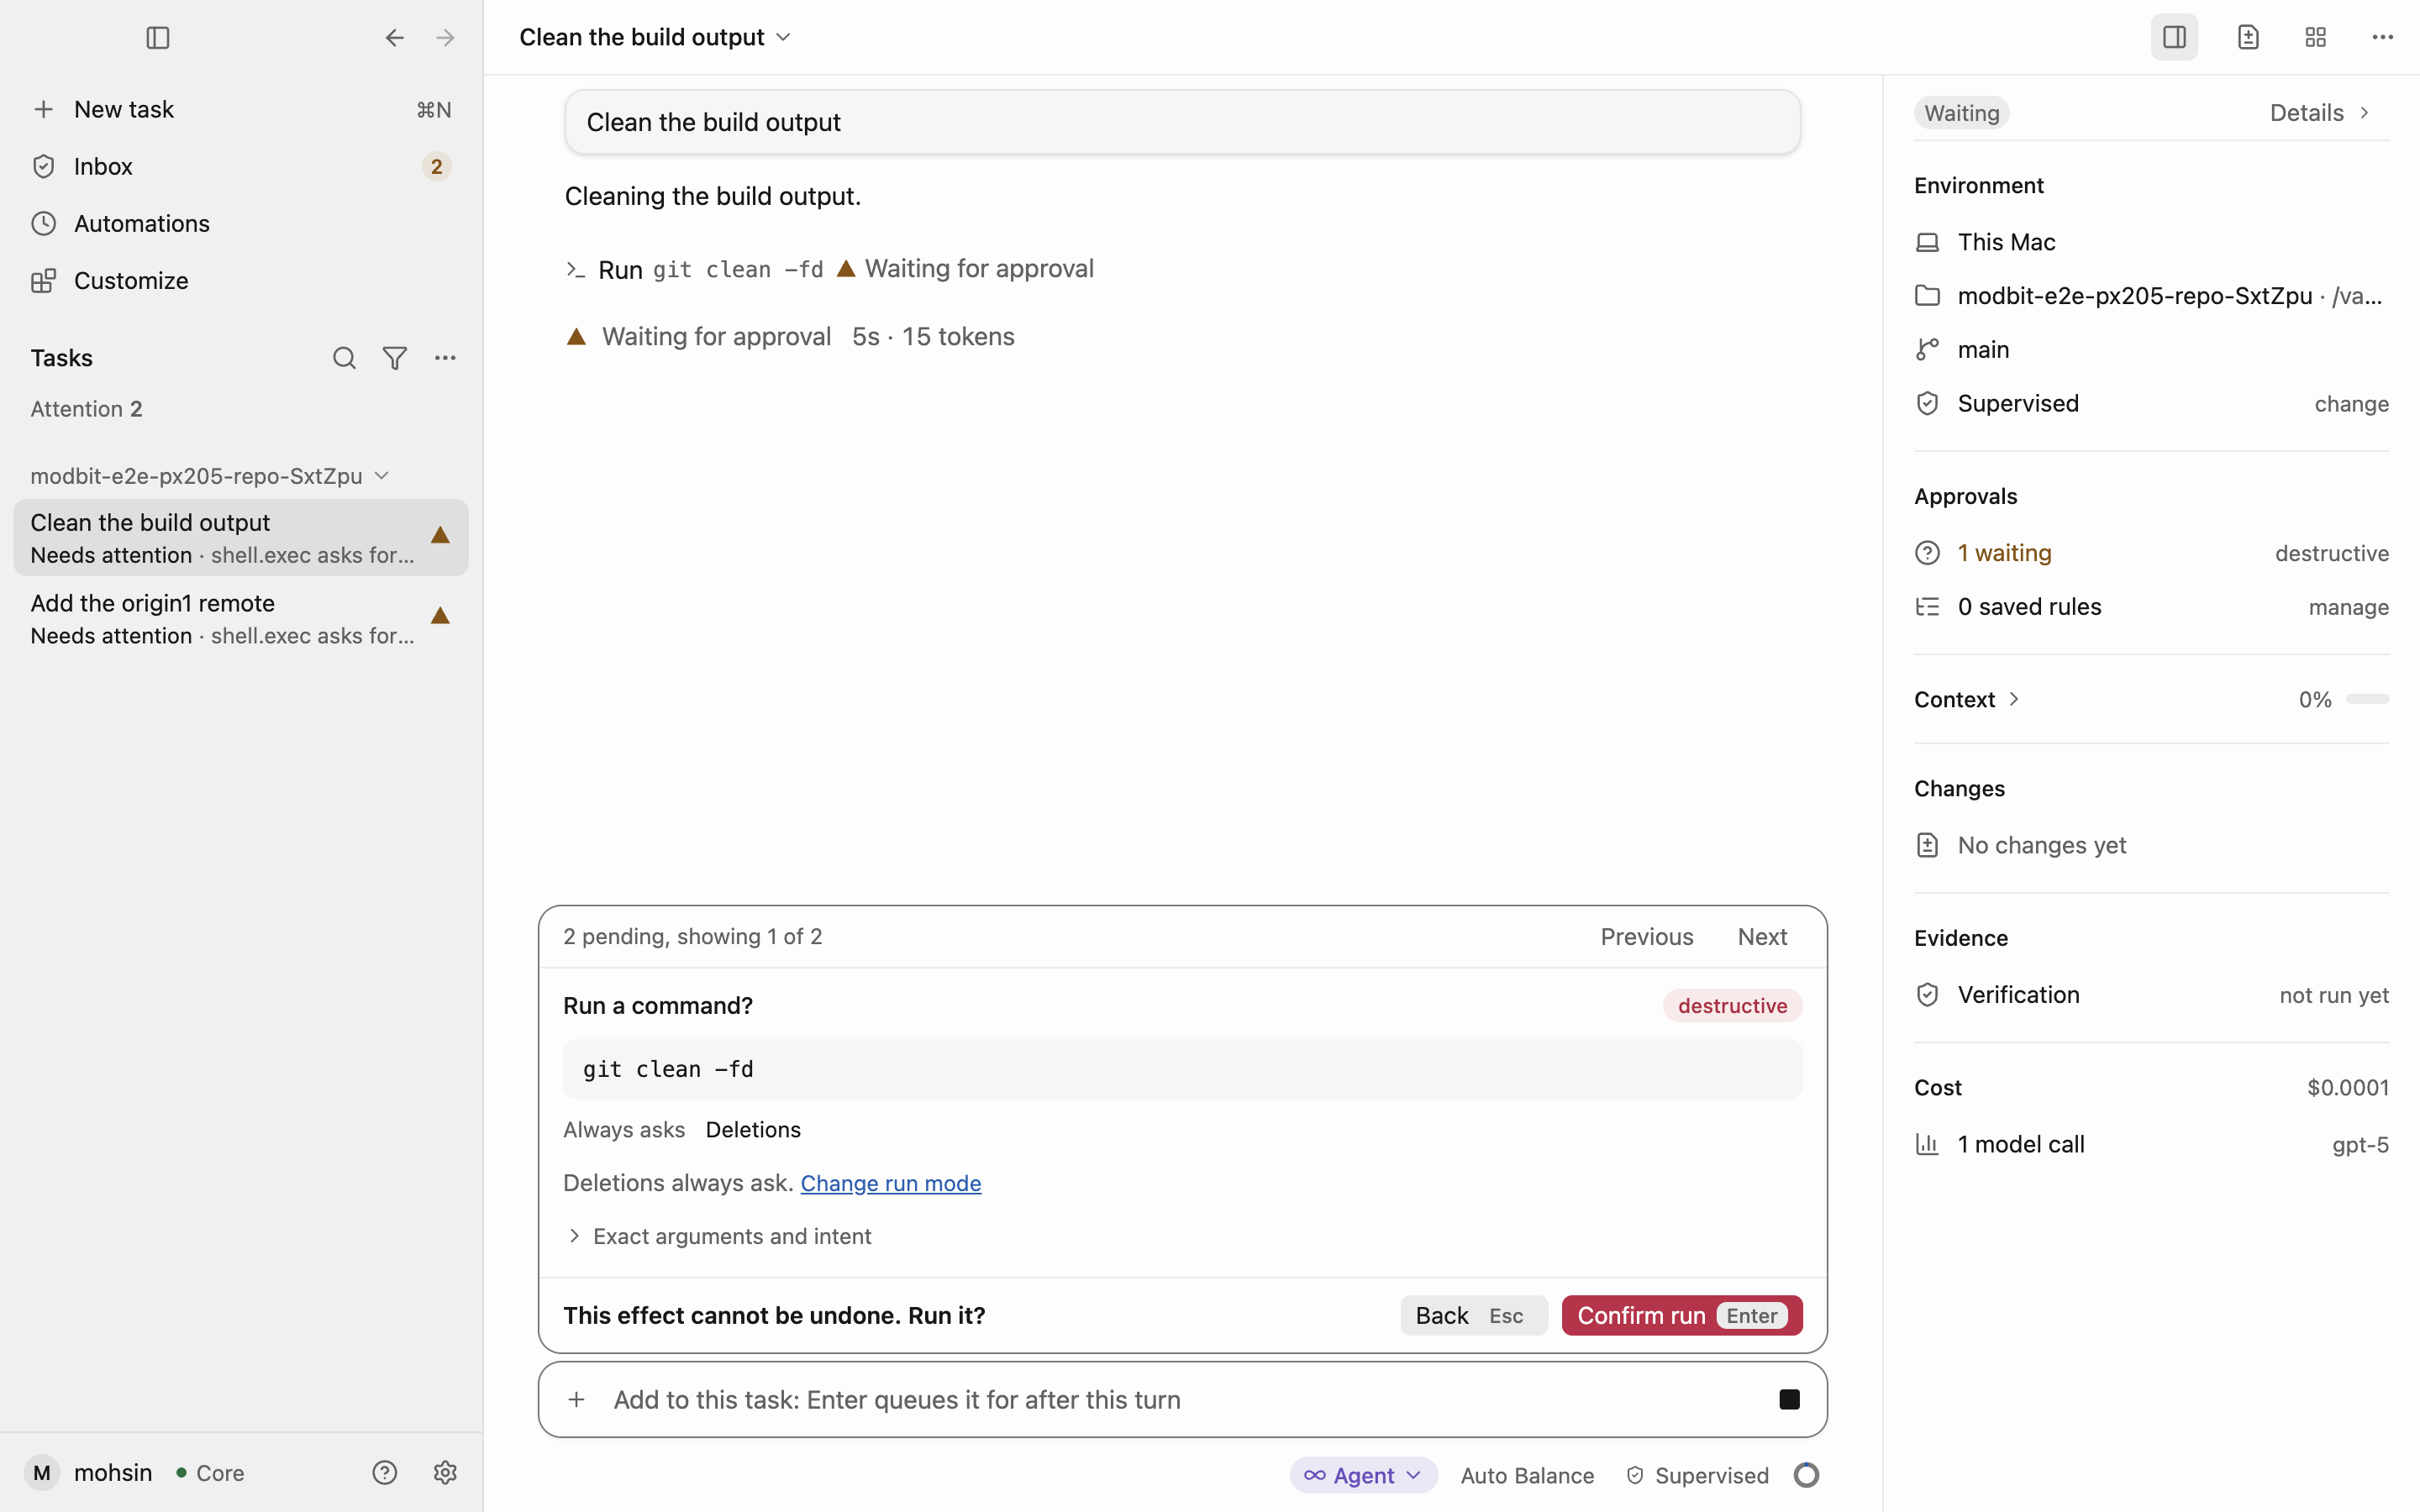 Clean the build output
New task ⌘N
Inbox 2
Automations
Customize
Tasks
Attention 2
modbit-e2e-px205-repo-SxtZpu
Clean the build output
Needs attention · shell.exec asks for...
Add the origin1 remote
Needs attention · shell.exec asks for...
M mohsin Core
Clean the build output
Cleaning the build output.
Run git clean -fd Waiting for approval
Waiting for approval 5s · 15 tokens
2 pending, showing 1 of 2 Previous Next
Run a command? destructive
git clean -fd
Always asks Deletions
Deletions always ask. Change run mode
Exact arguments and intent
This effect cannot be undone. Run it? Back Esc Confirm run Enter
Add to this task: Enter queues it for after this turn
Agent Auto Balance Supervised
Waiting Details
Environment
This Mac
modbit-e2e-px205-repo-SxtZpu · /va...
main
Supervised change
Approvals
1 waiting destructive
0 saved rules manage
Context 0%
Changes
No changes yet
Evidence
Verification not run yet
Cost $0.0001
1 model call gpt-5